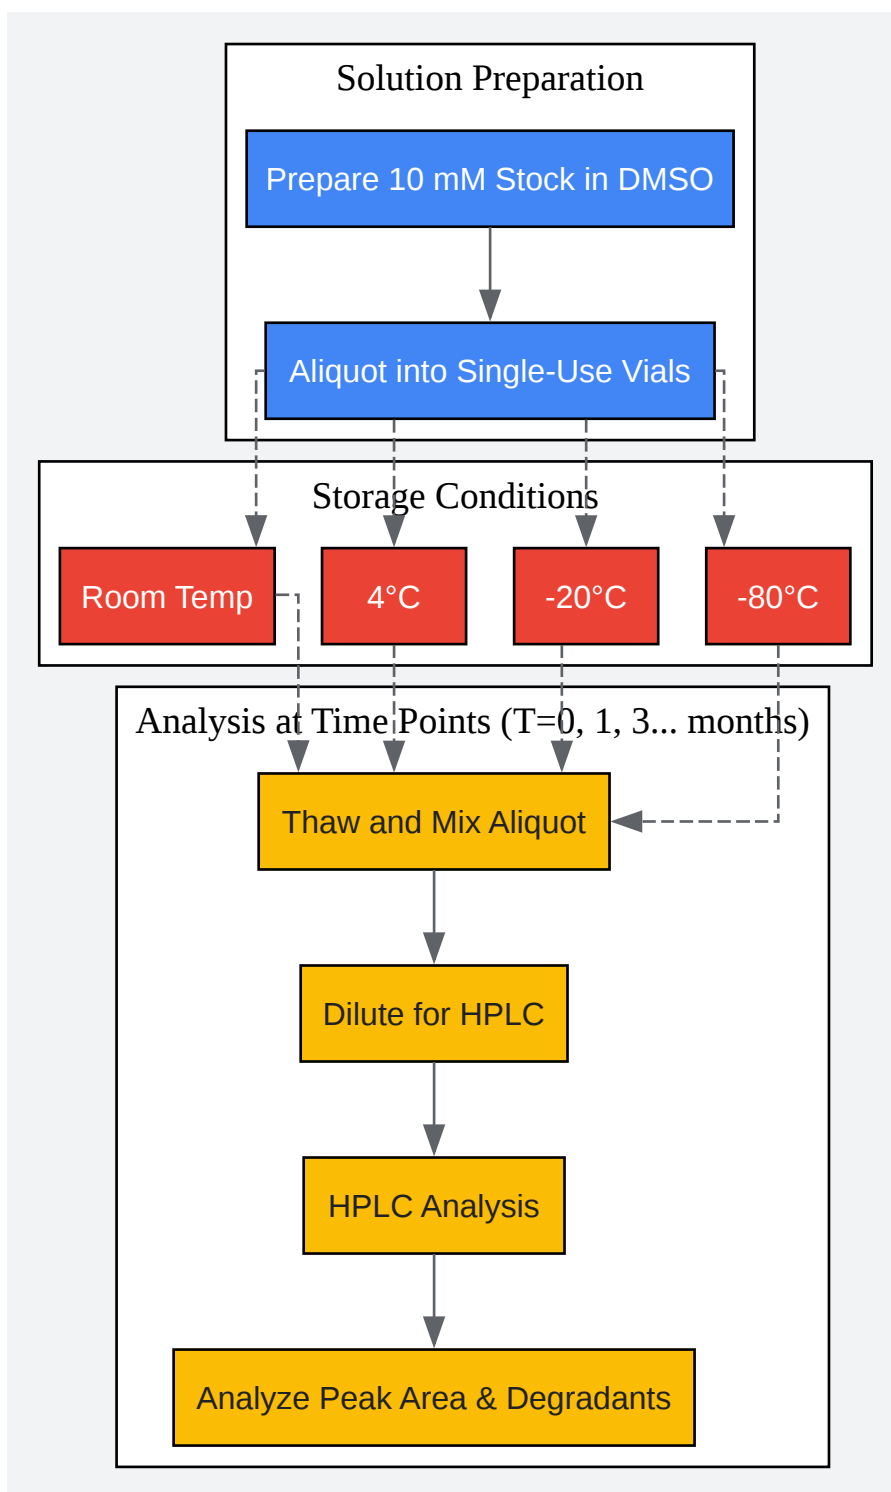 Solution Preparation
Prepare 10 mM Stock in DMSO
Aliquot into Single-Use Vials
Storage Conditions
Room Temp
4°C
-20°C
-80°C
Analysis at Time Points (T=0, 1, 3... months)
Thaw and Mix Aliquot
Dilute for HPLC
HPLC Analysis
Analyze Peak Area & Degradants